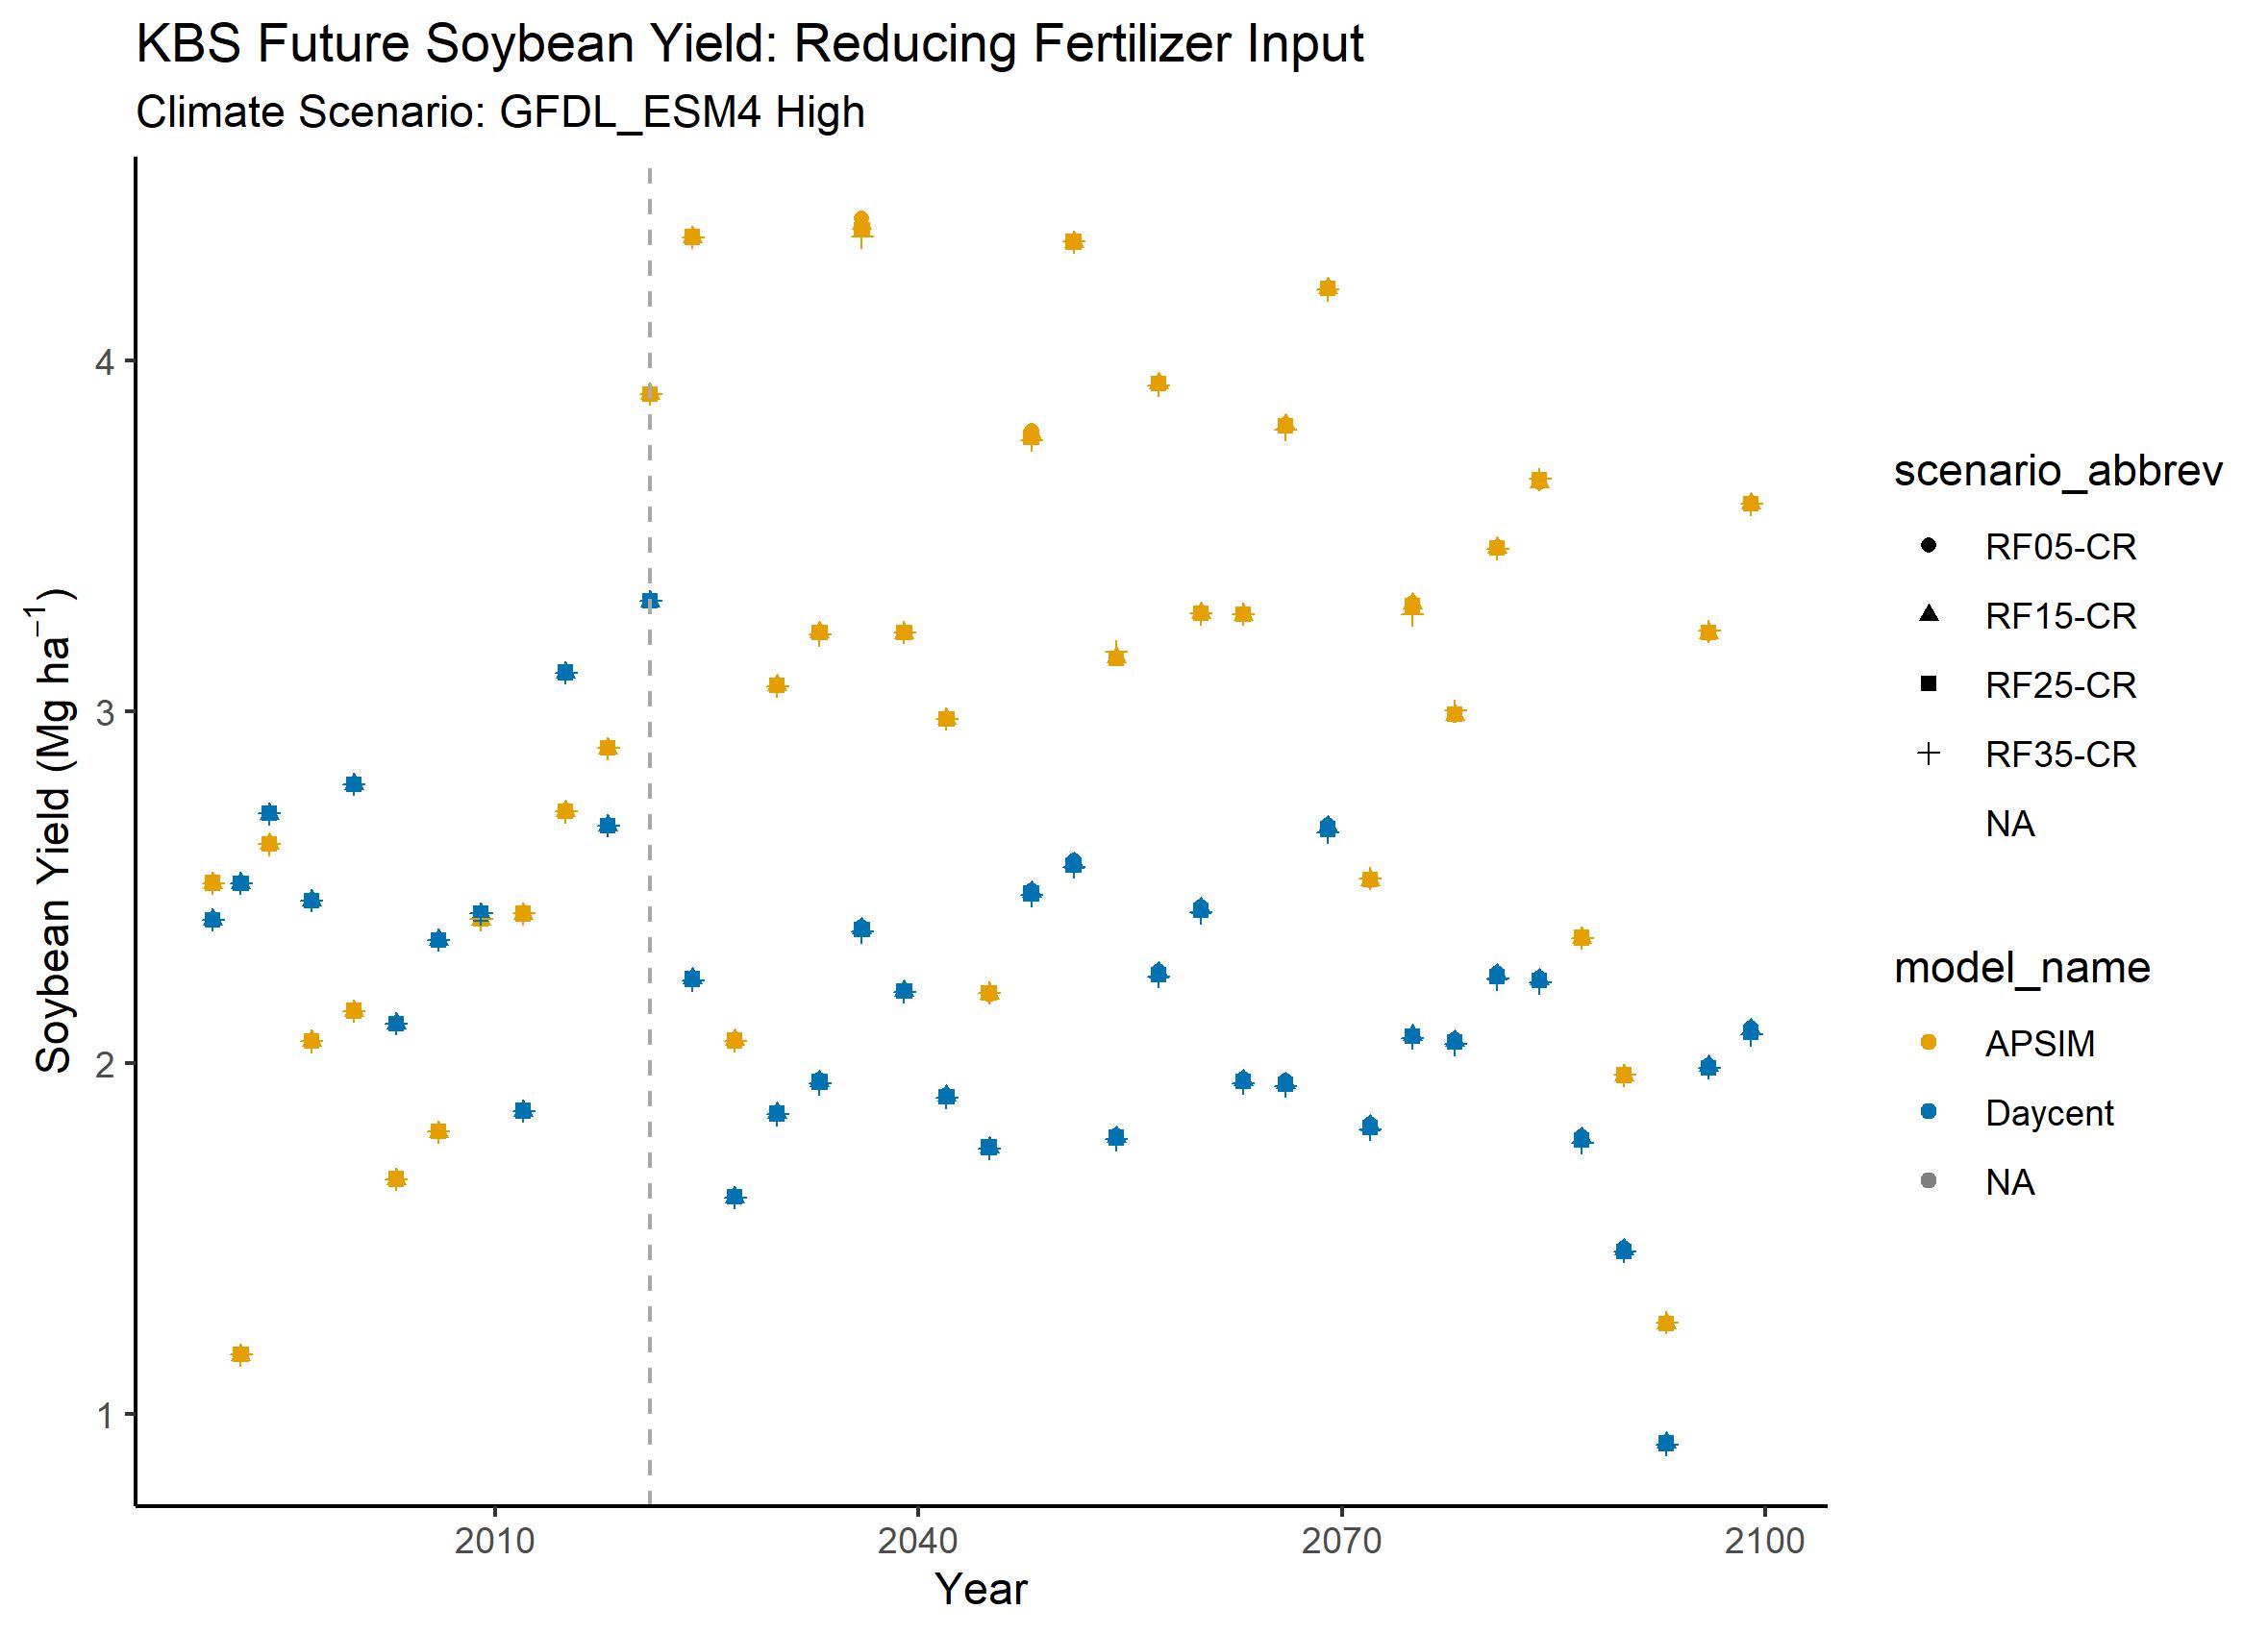 KBS Future Soybean Yield: Reducing Fertilizer Input
Climate Scenario: GFDL_ESM4 High
Soybean Yield (Mg ha⁻¹)
4
3
2
1
2010
2040
2070
2100
Year
scenario_abbrev
RF05-CR
RF15-CR
RF25-CR
RF35-CR
NA
model_name
APSIM
Daycent
NA